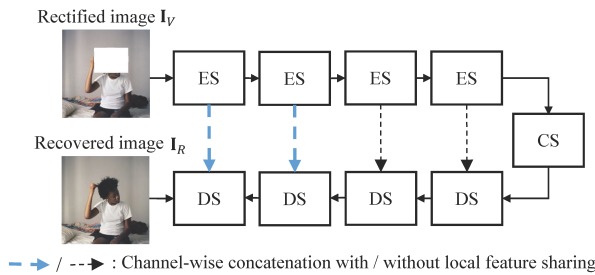 Rectified image I_V
ES ES ES ES
CS
Recovered image I_R
DS DS DS DS
/ : Channel-wise concatenation with / without local feature sharing